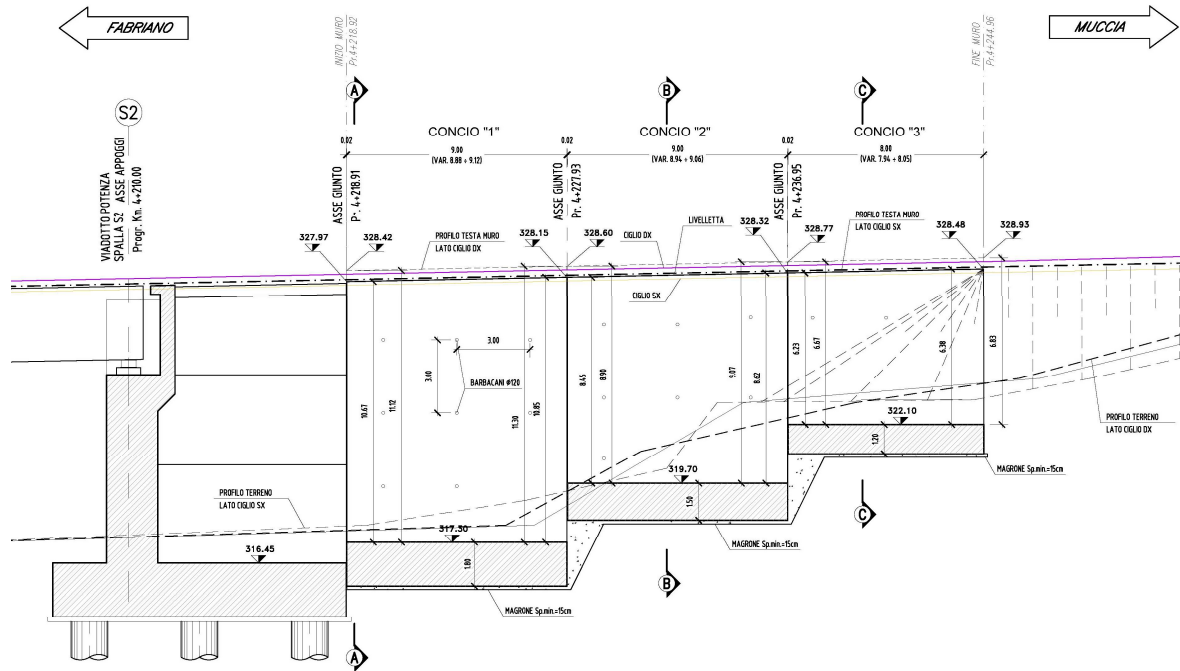 FABRIANO
MUCCIA
INIZIO MURO
Pr.4+218.92
FINE MURO
Pr.4+244.96
A
B
C
S2
VIADOTTO POTENZA
SPALLA S2 ASSE APPOGGI
Progr. Km. 4+210.00
CONCIO "1"
CONCIO "2"
CONCIO "3"
0.02
9.00
(VAR. 8.88 ÷ 9.12)
0.02
9.00
(VAR. 8.94 ÷ 9.06)
0.02
8.00
(VAR. 7.94 ÷ 8.05)
ASSE GIUNTO
Pr. 4+218.91
ASSE GIUNTO
Pr. 4+227.93
ASSE GIUNTO
Pr. 4+236.95
327.97
328.42
PROFILO TESTA MURO
LATO CIGLIO DX
328.15
328.60
CIGLIO DX
LIVELLETTA
328.32
328.77
PROFILO TESTA MURO
LATO CIGLIO SX
328.48
328.93
CIGLIO SX
3.00
3.00
BARBACANI Ø120
10.67
11.12
11.30
10.85
8.45
8.90
9.07
8.62
6.23
6.67
6.38
6.83
322.10
1.20
PROFILO TERRENO
LATO CIGLIO DX
MAGRONE Sp.min.=15cm
319.70
1.50
MAGRONE Sp.min.=15cm
PROFILO TERRENO
LATO CIGLIO SX
316.45
317.30
1.80
MAGRONE Sp.min.=15cm
C
B
A